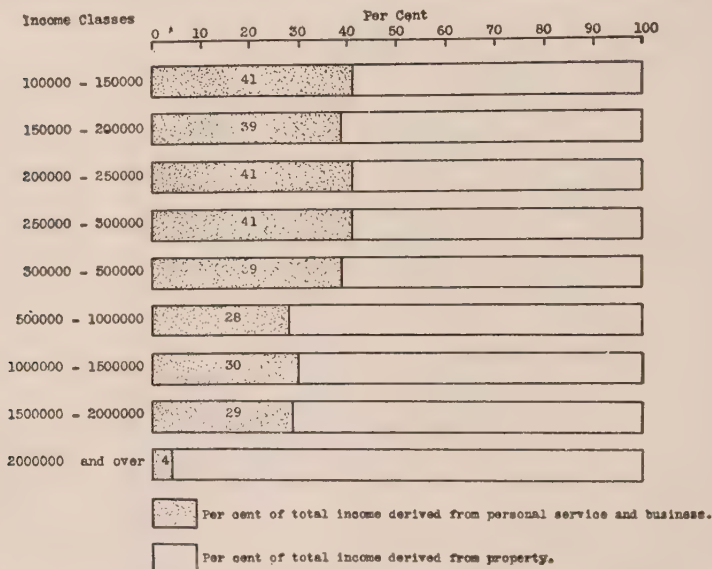 Per Cent
Income Classes
0 10 20 30 40 50 60 70 80 90 100
100000 - 150000 41
150000 - 200000 39
200000 - 250000 41
250000 - 300000 41
300000 - 500000 9
500000 - 1000000 28
1000000 - 1500000 30
1500000 - 2000000 29
2000000 and over 4
Per cent of total income derived from personal service and business.
Per cent of total income derived from property.